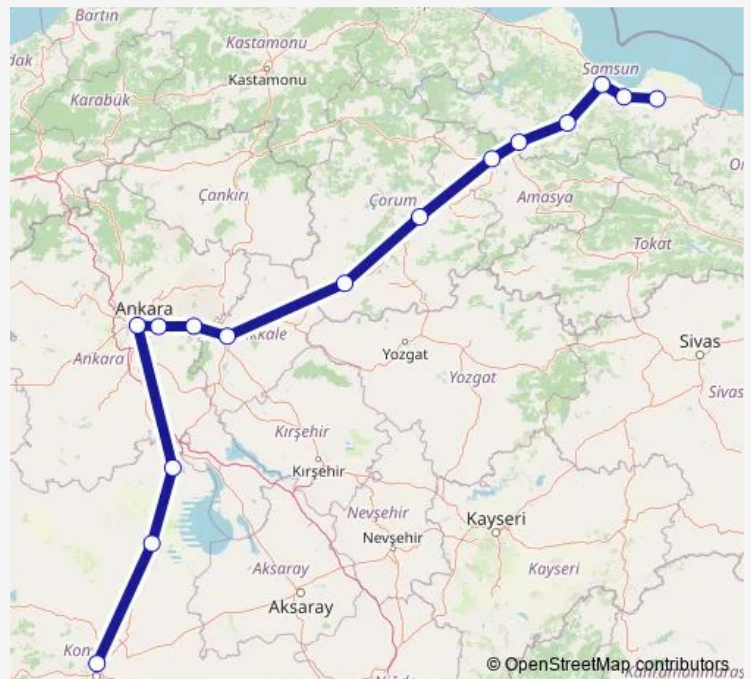 Bartın
Kastamonu
Kastamonu
Karabük
Samsun
Çankırı
Çorum
Amasya
Tokat
Ankara
Ankara
Yozgat
Yozgat
Sivas
Sivas
Kırşehir
Kırşehir
Nevşehir
Nevşehir
Kayseri
Kayseri
Aksaray
Aksaray
© OpenStreetMap contributors